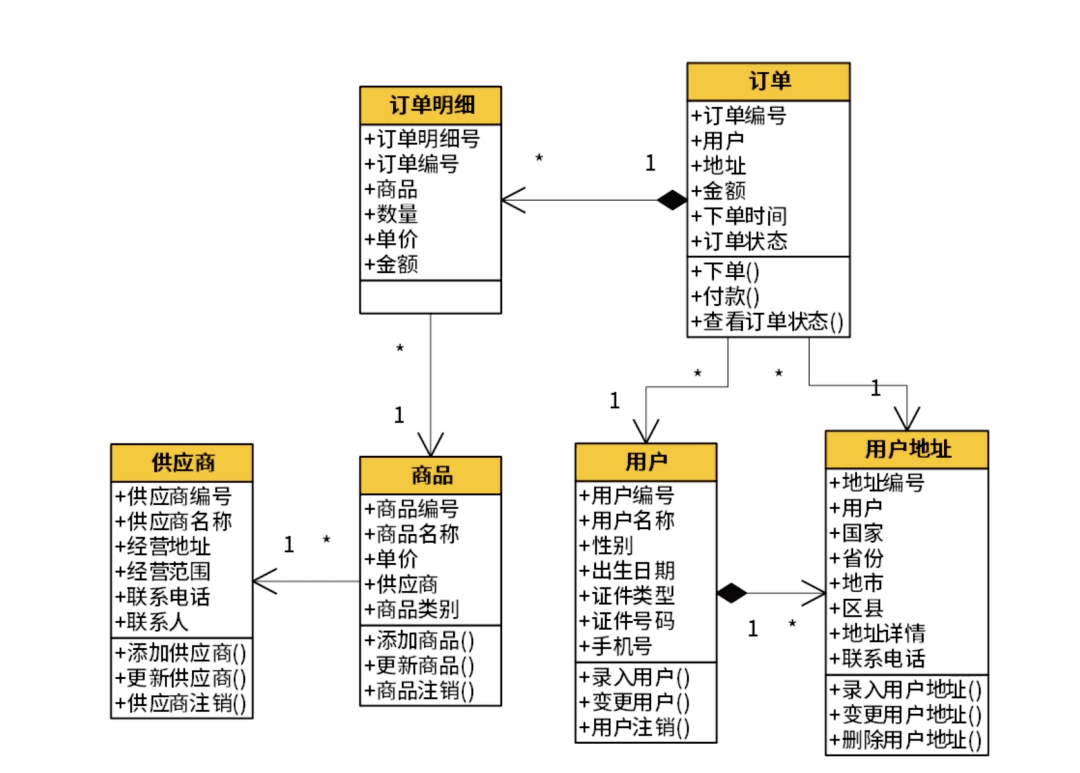 订单明细
+订单明细号
+订单编号
+商品
+数量
+单价
+金额
订单
+订单编号
+用户
+地址
+金额
+下单时间
+订单状态
+下单()
+付款()
+查看订单状态()
*
1
*
1
*
1
*
1
供应商
+供应商编号
+供应商名称
+经营地址
+经营范围
+联系电话
+联系人
+添加供应商()
+更新供应商()
+供应商注销()
1
*
商品
+商品编号
+商品名称
+单价
+供应商
+商品类别
+添加商品()
+更新商品()
+商品注销()
用户
+用户编号
+用户名称
+性别
+出生日期
+证件类型
+证件号码
+手机号
+录入用户()
+变更用户()
+用户注销()
1
*
用户地址
+地址编号
+用户
+国家
+省份
+地市
+区县
+地址详情
+联系电话
+录入用户地址()
+变更用户地址()
+删除用户地址()